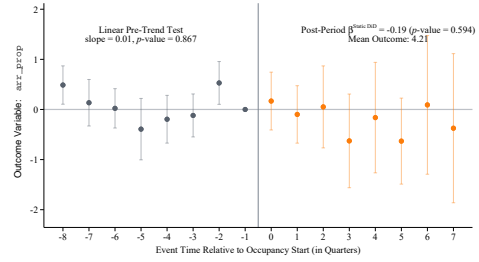 2
Linear Pre-Trend Test
slope = 0.01, p-value = 0.867
Post-Period β^Static DiD = -0.19 (p-value = 0.594)
Mean Outcome: 4.21
1
0
-1
-2
Outcome Variable: arr_prop
-8 -7 -6 -5 -4 -3 -2 -1 0 1 2 3 4 5 6 7
Event Time Relative to Occupancy Start (in Quarters)